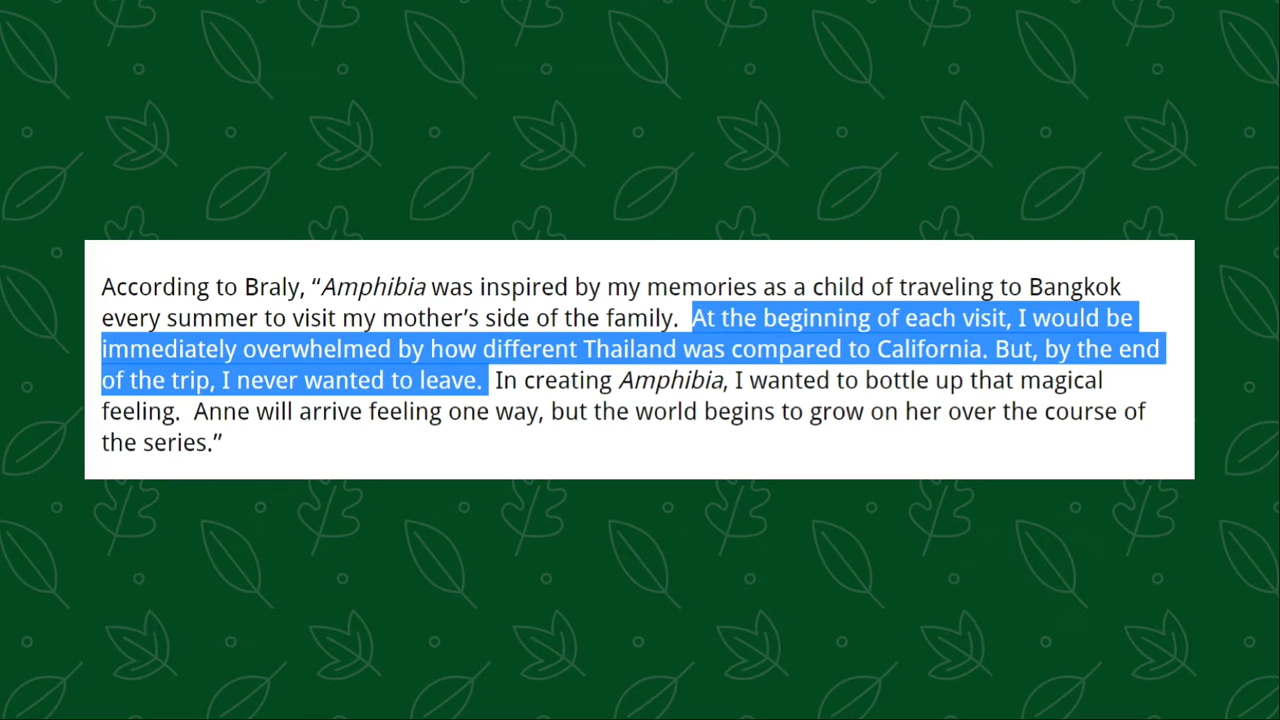 According to Braly, “Amphibia was inspired by my memories as a child of traveling to Bangkok
every summer to visit my mother’s side of the family.  At the beginning of each visit, I would be
immediately overwhelmed by how different Thailand was compared to California. But, by the end
of the trip, I never wanted to leave.  In creating Amphibia, I wanted to bottle up that magical
feeling.  Anne will arrive feeling one way, but the world begins to grow on her over the course of
the series.”